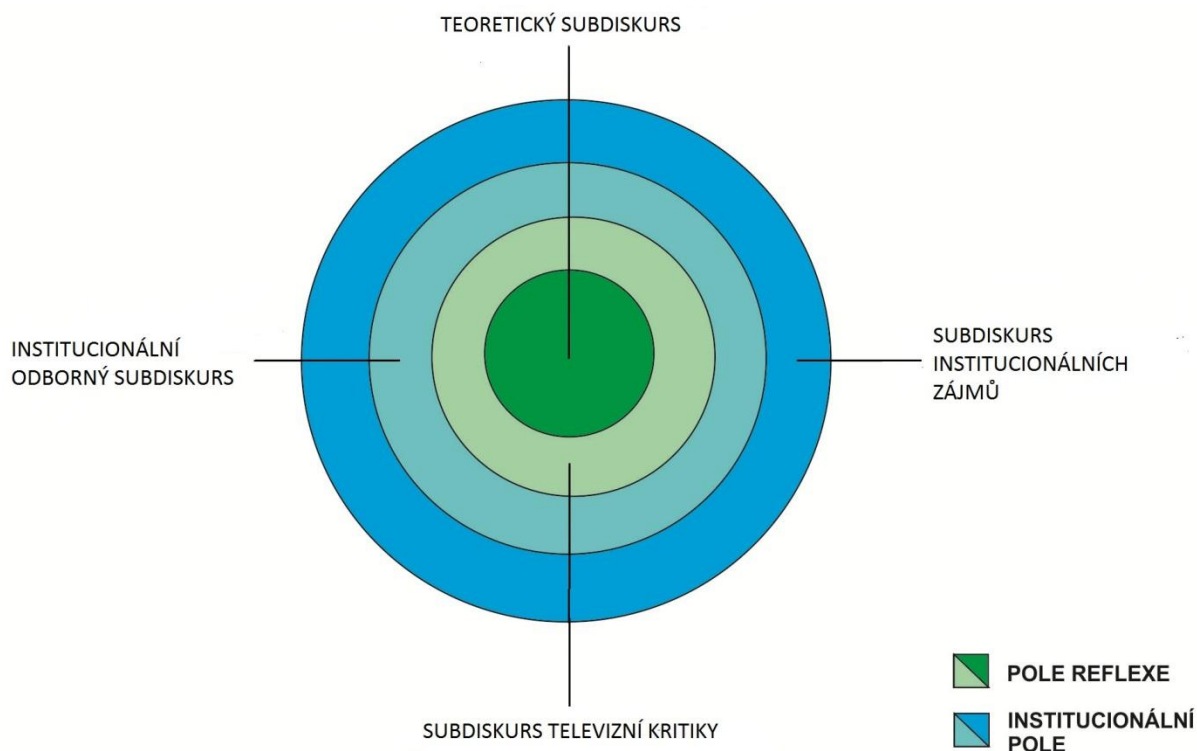 TEORETICKÝ SUBDISKURS
INSTITUCIONÁLNÍ
ODBORNÝ SUBDISKURS
SUBDISKURS
INSTITUCIONÁLNÍCH
ZÁJMŮ
SUBDISKURS TELEVIZNÍ KRITIKY
POLE REFLEXE
INSTITUCIONÁLNÍ
POLE